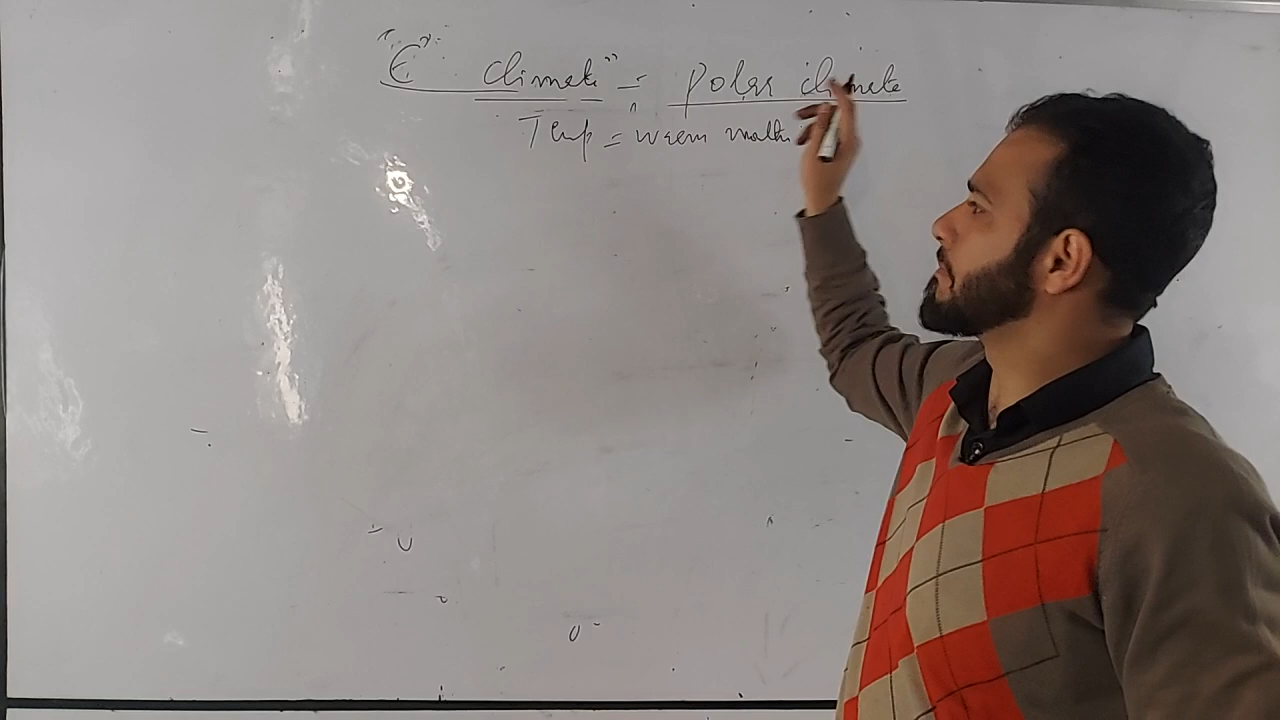 "E" climate" = Polar climate
Temp = warm month